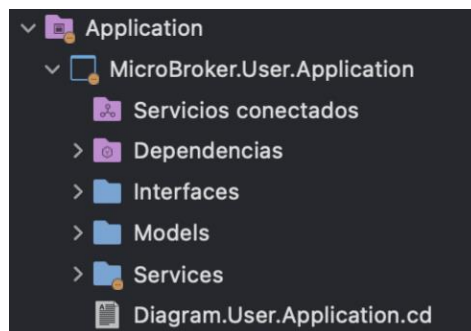 Application
MicroBroker.User.Application
Servicios conectados
Dependencias
Interfaces
Models
Services
Diagram.User.Application.cd